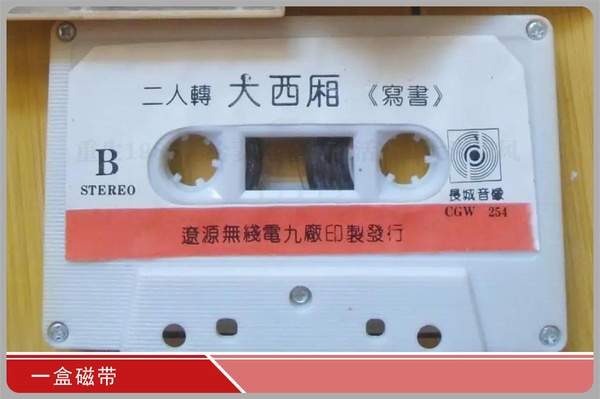 二人轉 大西厢 《寫書》
B
STEREO
長城音像
CGW 254
遼源無綫電九廠印製發行
一盒磁带